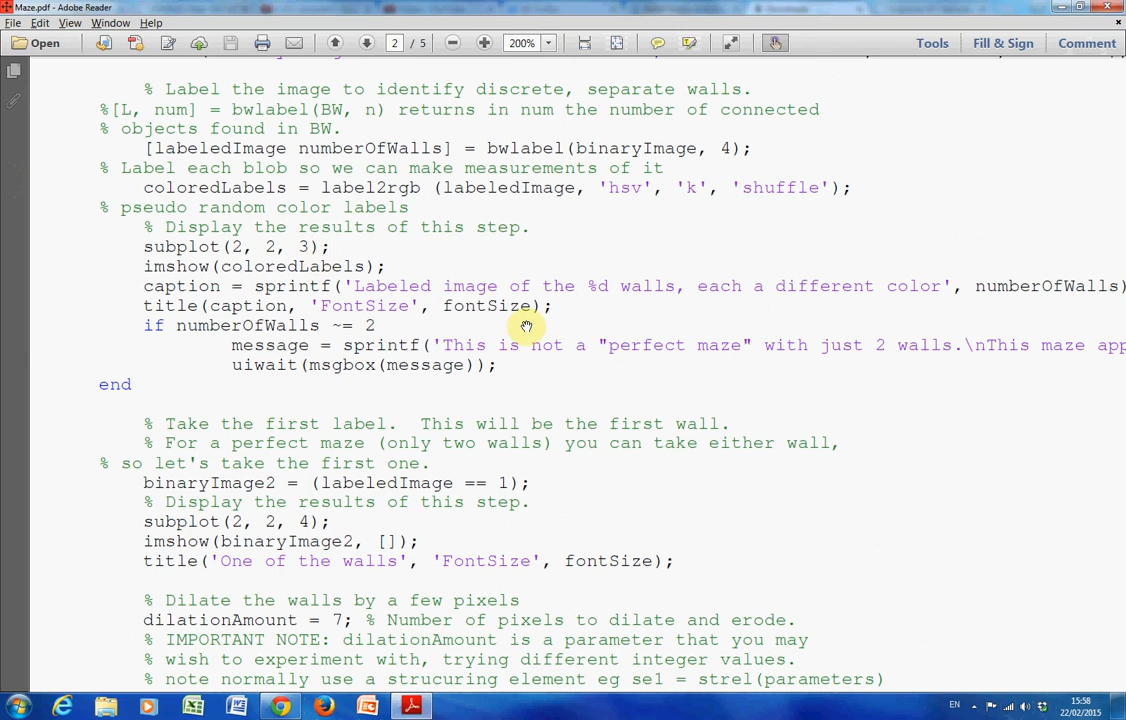 Maze.pdf - Adobe Reader
File Edit View Window Help
Open 2 / 5 200% Tools Fill & Sign Comment
% Label the image to identify discrete, separate walls.
%[L, num] = bwlabel(BW, n) returns in num the number of connected
% objects found in BW.
[labeledImage numberOfWalls] = bwlabel(binaryImage, 4);
% Label each blob so we can make measurements of it
coloredLabels = label2rgb (labeledImage, 'hsv', 'k', 'shuffle');
% pseudo random color labels
% Display the results of this step.
subplot(2, 2, 3);
imshow(coloredLabels);
caption = sprintf('Labeled image of the %d walls, each a different color', numberOfWalls)
title(caption, 'FontSize', fontSize);
if numberOfWalls ~= 2
message = sprintf('This is not a "perfect maze" with just 2 walls.\nThis maze app
uiwait(msgbox(message));
end
% Take the first label. This will be the first wall.
% For a perfect maze (only two walls) you can take either wall,
% so let's take the first one.
binaryImage2 = (labeledImage == 1);
% Display the results of this step.
subplot(2, 2, 4);
imshow(binaryImage2, []);
title('One of the walls', 'FontSize', fontSize);
% Dilate the walls by a few pixels
dilationAmount = 7; % Number of pixels to dilate and erode.
% IMPORTANT NOTE: dilationAmount is a parameter that you may
% wish to experiment with, trying different integer values.
% note normally use a strucuring element eg se1 = strel(parameters)
EN 15:58
22/02/2015